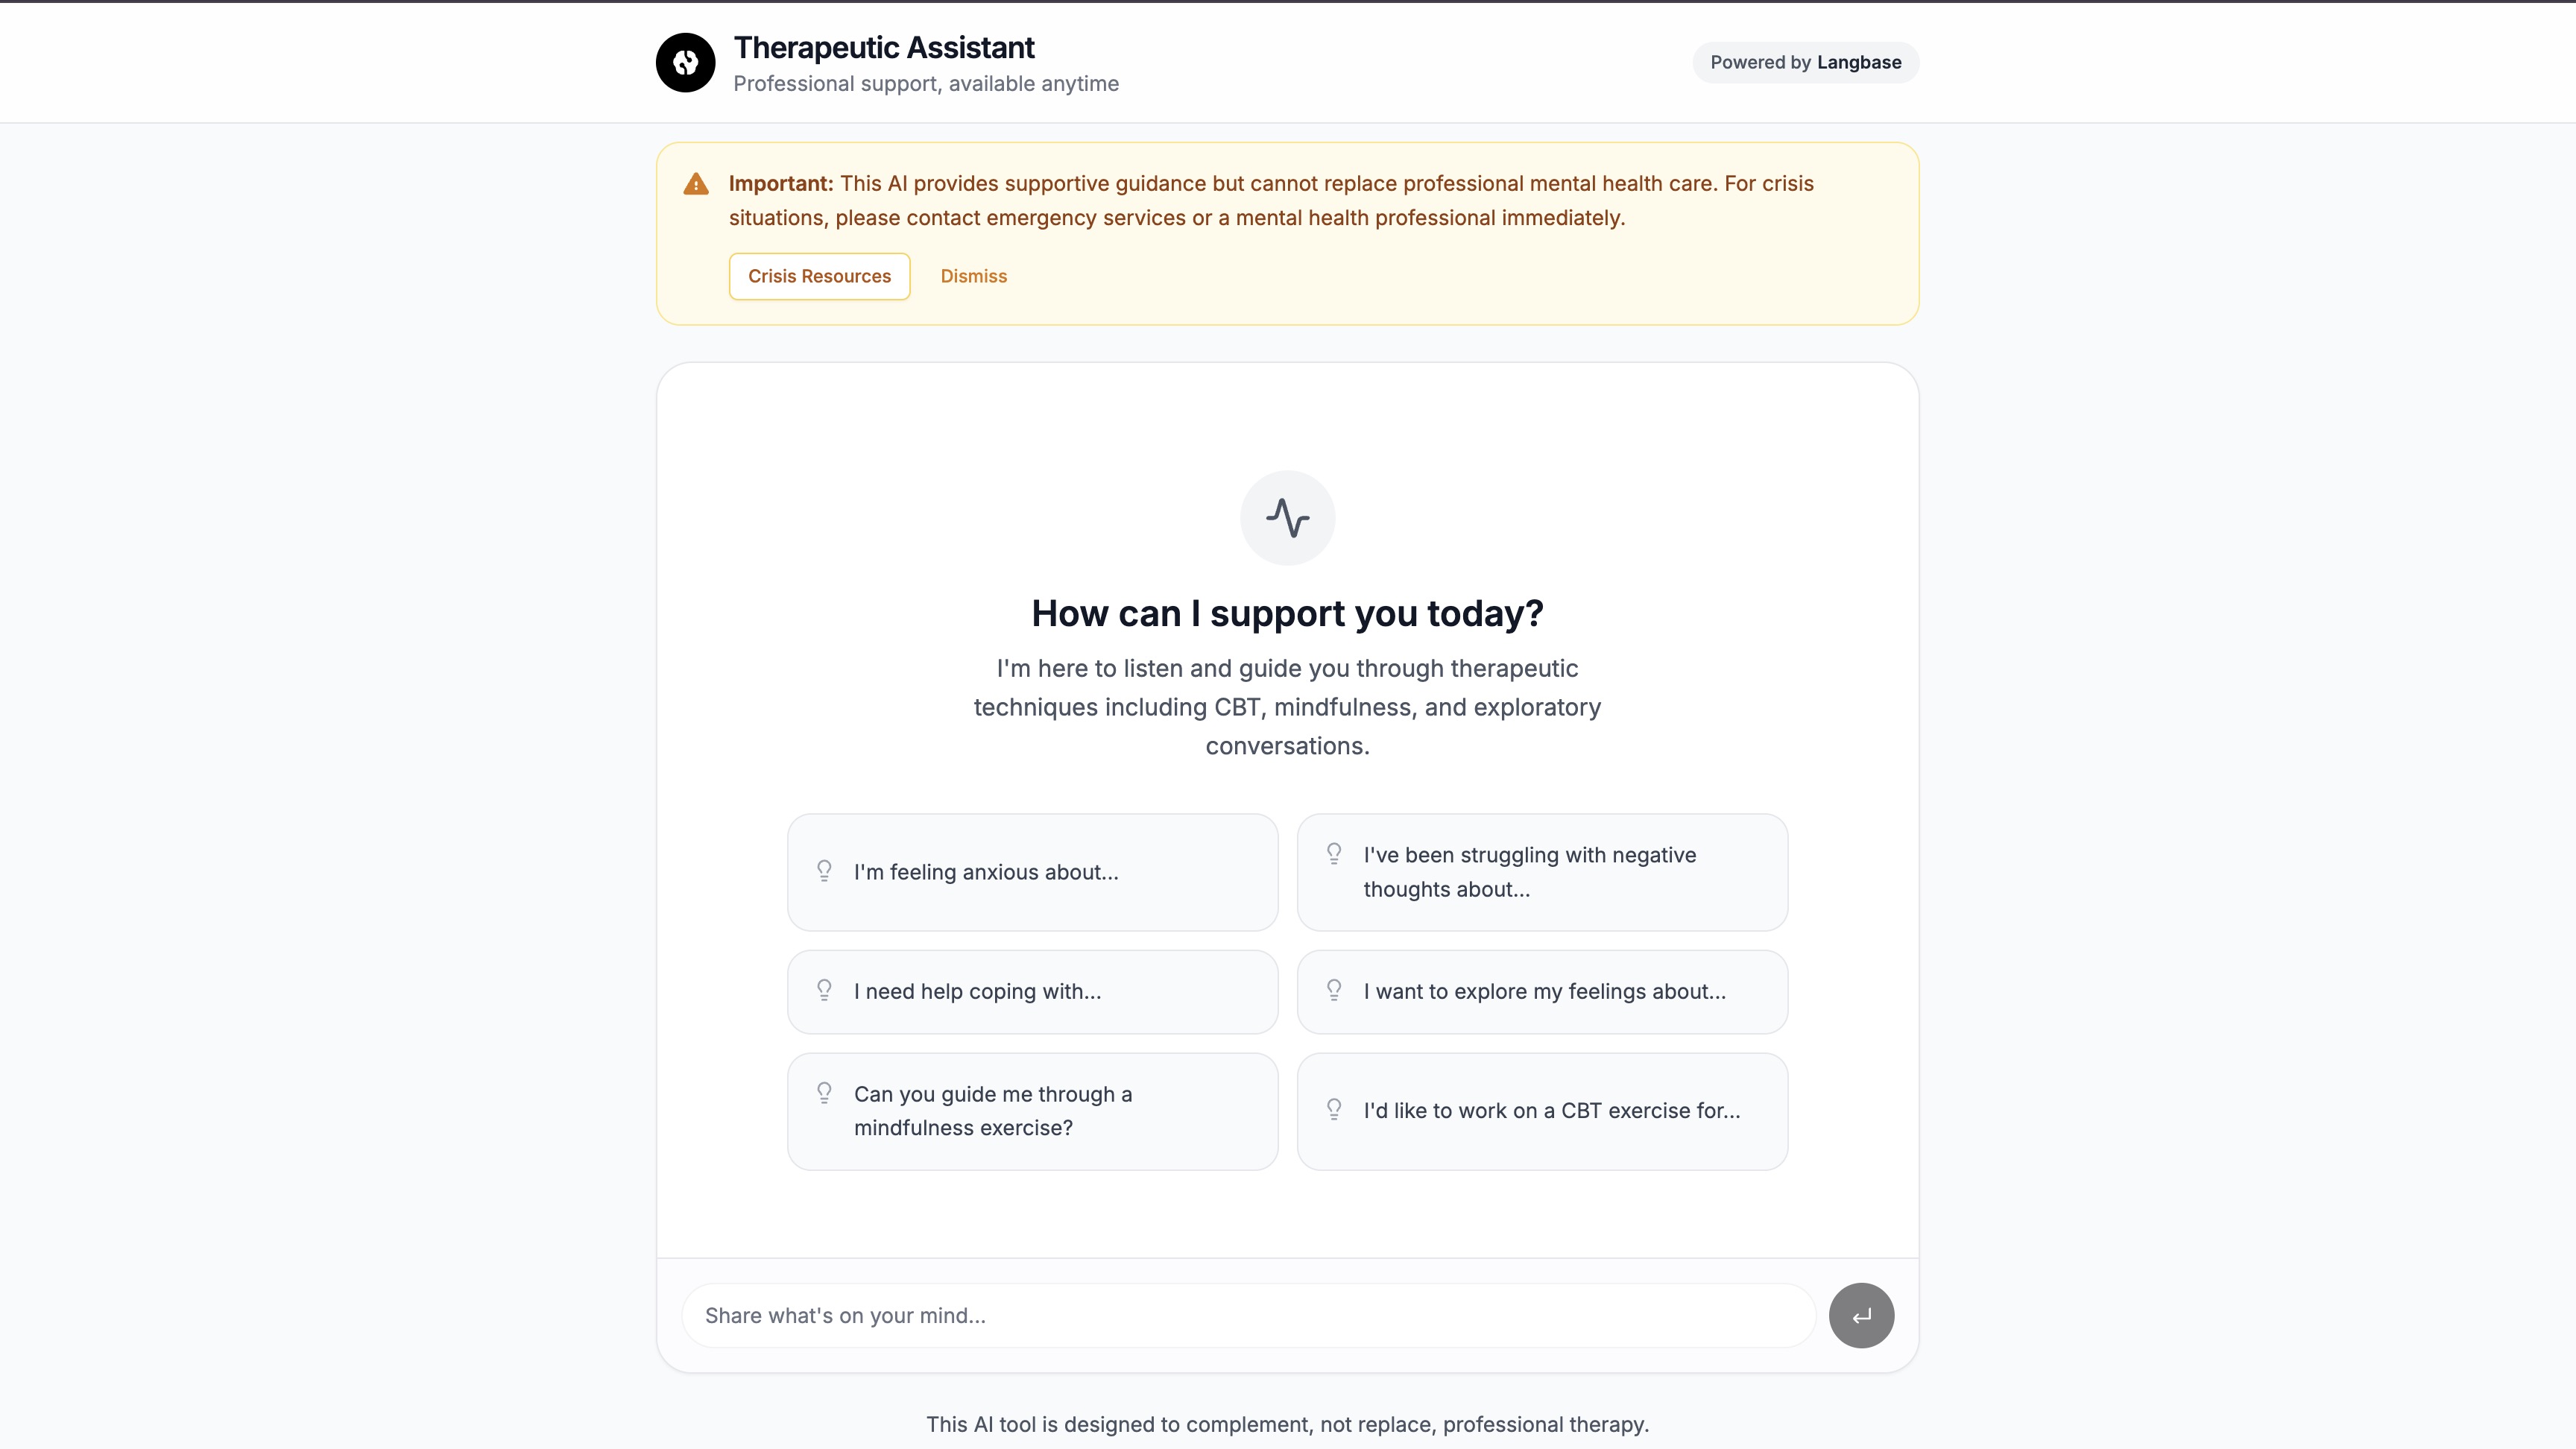 Therapeutic Assistant
Professional support, available anytime
Powered by Langbase
Important: This AI provides supportive guidance but cannot replace professional mental health care. For crisis
situations, please contact emergency services or a mental health professional immediately.
Crisis Resources
Dismiss
How can I support you today?
I'm here to listen and guide you through therapeutic
techniques including CBT, mindfulness, and exploratory
conversations.
I'm feeling anxious about...
I've been struggling with negative
thoughts about...
I need help coping with...
I want to explore my feelings about...
Can you guide me through a
mindfulness exercise?
I'd like to work on a CBT exercise for...
Share what's on your mind...
This AI tool is designed to complement, not replace, professional therapy.